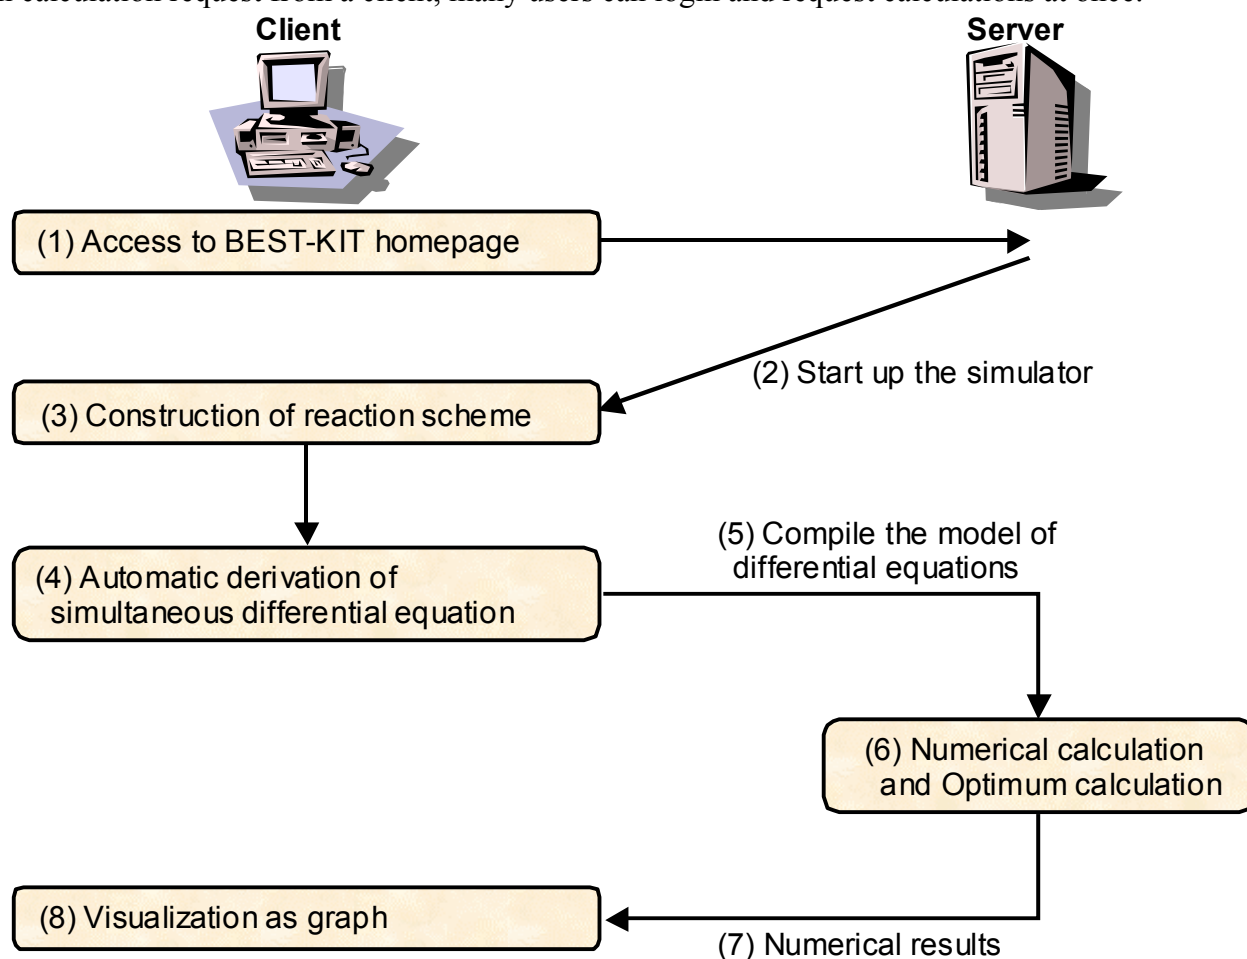 calculation request from a client, many users can login and request calculations at once.
Client
Server
(1) Access to BEST-KIT homepage
(2) Start up the simulator
(3) Construction of reaction scheme
(4) Automatic derivation of
simultaneous differential equation
(5) Compile the model of
differential equations
(6) Numerical calculation
and Optimum calculation
(7) Numerical results
(8) Visualization as graph